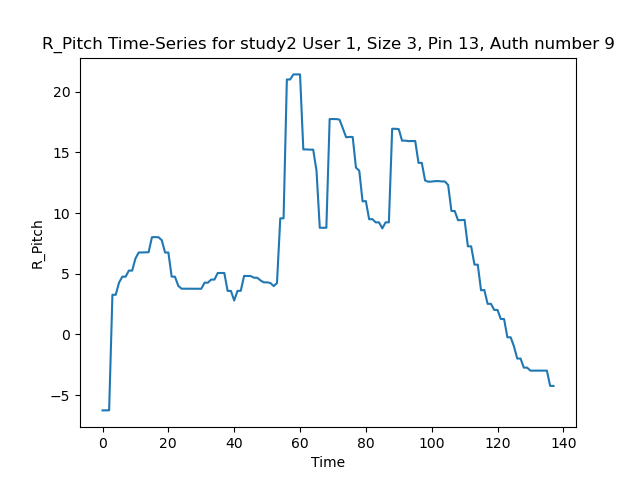 R_Pitch Time-Series for study2 User 1, Size 3, Pin 13, Auth number 9
20
15
10
5
0
−5
R_Pitch
0 20 40 60 80 100 120 140
Time